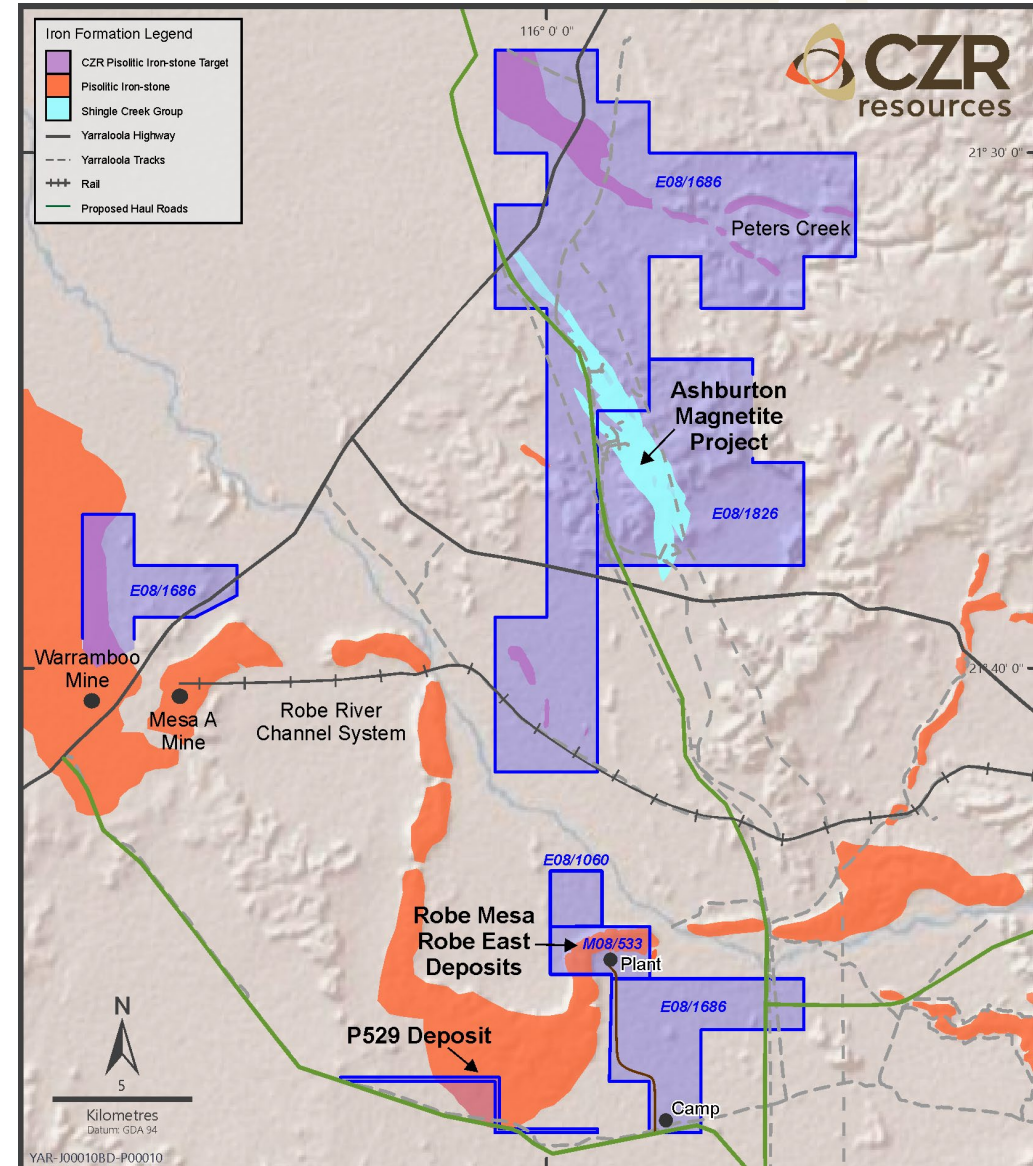 Iron Formation Legend
CZR Pisolitic Iron-stone Target
Pisolitic Iron-stone
Shingle Creek Group
Yarraloola Highway
Yarraloola Tracks
Rail
Proposed Haul Roads
116° 0' 0"
CZR
resources
21° 30' 0"
E08/1686
Peters Creek
Ashburton
Magnetite
Project
E08/1826
E08/1686
Warramboo
Mine
Mesa A
Mine
Robe River
Channel System
21° 40' 0"
E08/1060
Robe Mesa
Robe East
Deposits
M08/533
Plant
E08/1686
P529 Deposit
Camp
N
5
Kilometres
Datum: GDA 94
YAR-J00010BD-P00010